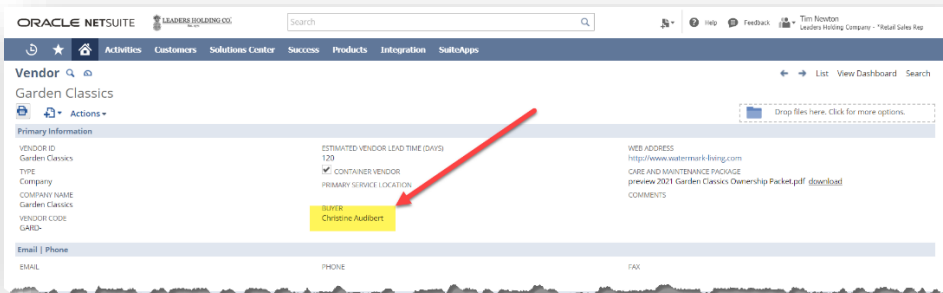 ORACLE NETSUITE LEADERS HOLDING CO. Search Help Feedback Tim Newton
Leaders Holding Company - *Retail Sales Rep
Activities Customers Solutions Center Success Products Integration SuiteApps
Vendor List View Dashboard Search
Garden Classics
Actions Drop files here. Click for more options.
Primary Information
VENDOR ID ESTIMATED VENDOR LEAD TIME (DAYS) WEB ADDRESS
Garden Classics 120 http://www.watermark-living.com
TYPE CONTAINER VENDOR CARE AND MAINTENANCE PACKAGE
Company PRIMARY SERVICE LOCATION preview 2021 Garden Classics Ownership Packet.pdf download
COMPANY NAME COMMENTS
Garden Classics BUYER
VENDOR CODE Christine Audibert
GARD-
Email | Phone
EMAIL PHONE FAX